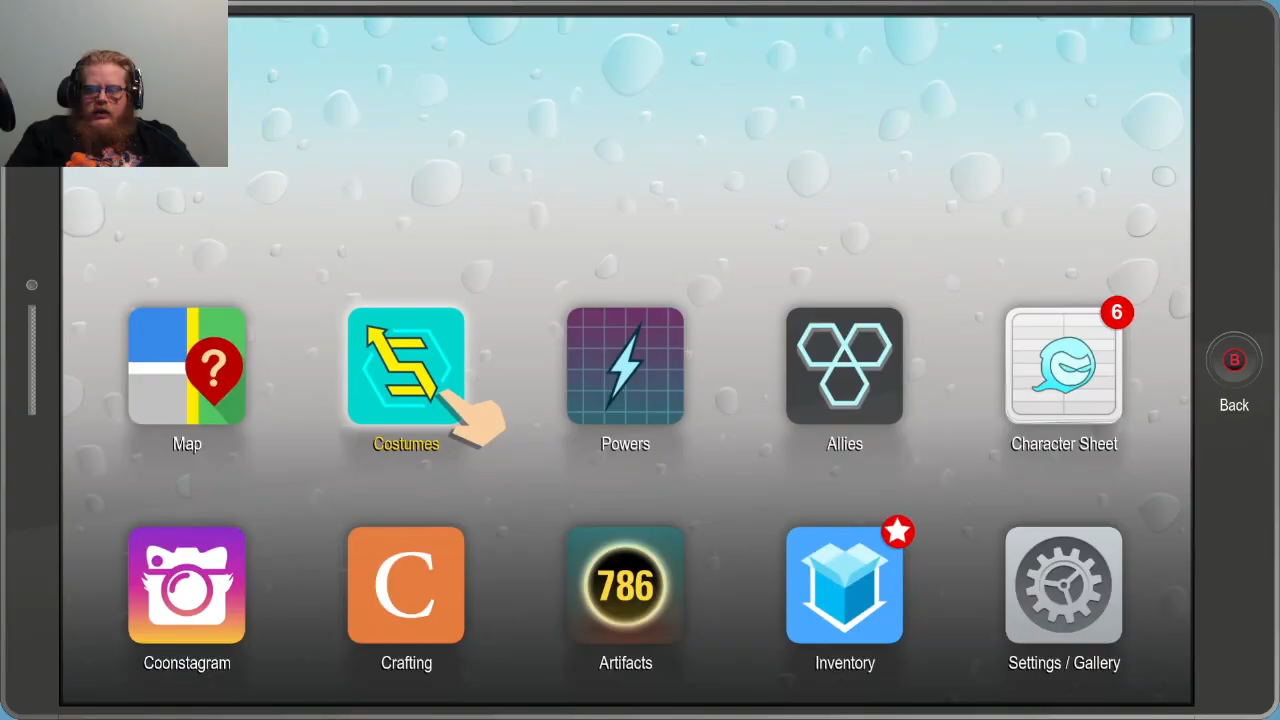 6
?
B
Back
Map
Costumes
Powers
Allies
Character Sheet
C
786
Coonstagram
Crafting
Artifacts
Inventory
Settings / Gallery